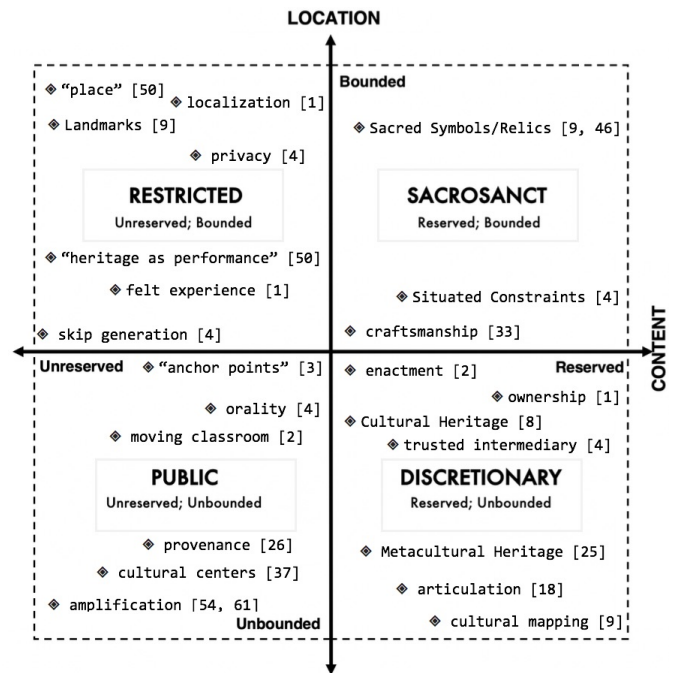 LOCATION
Bounded
"place" [50]
localization [1]
Landmarks [9]
privacy [4]
RESTRICTED
Unreserved; Bounded
"heritage as performance" [50]
felt experience [1]
skip generation [4]
Sacred Symbols/Relics [9, 46]
SACROSANCT
Reserved; Bounded
Situated Constraints [4]
craftsmanship [33]
Unreserved
Reserved
CONTENT
"anchor points" [3]
orality [4]
moving classroom [2]
PUBLIC
Unreserved; Unbounded
provenance [26]
cultural centers [37]
amplification [54, 61]
enactment [2]
ownership [1]
Cultural Heritage [8]
trusted intermediary [4]
DISCRETIONARY
Reserved; Unbounded
Metacultural Heritage [25]
articulation [18]
cultural mapping [9]
Unbounded